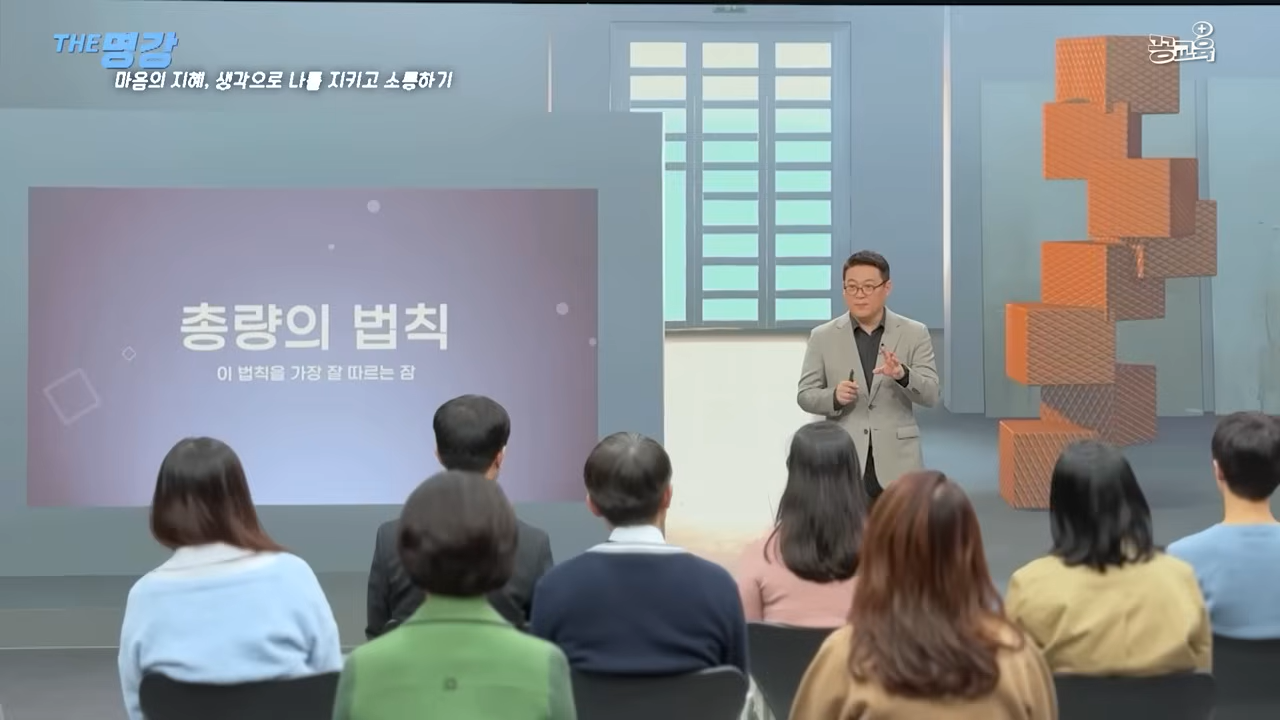 THE명강
마음의 지혜, 생각으로 나를 지키고 소통하기
꿍교육
총량의 법칙
이 법칙을 가장 잘 따르는 잠